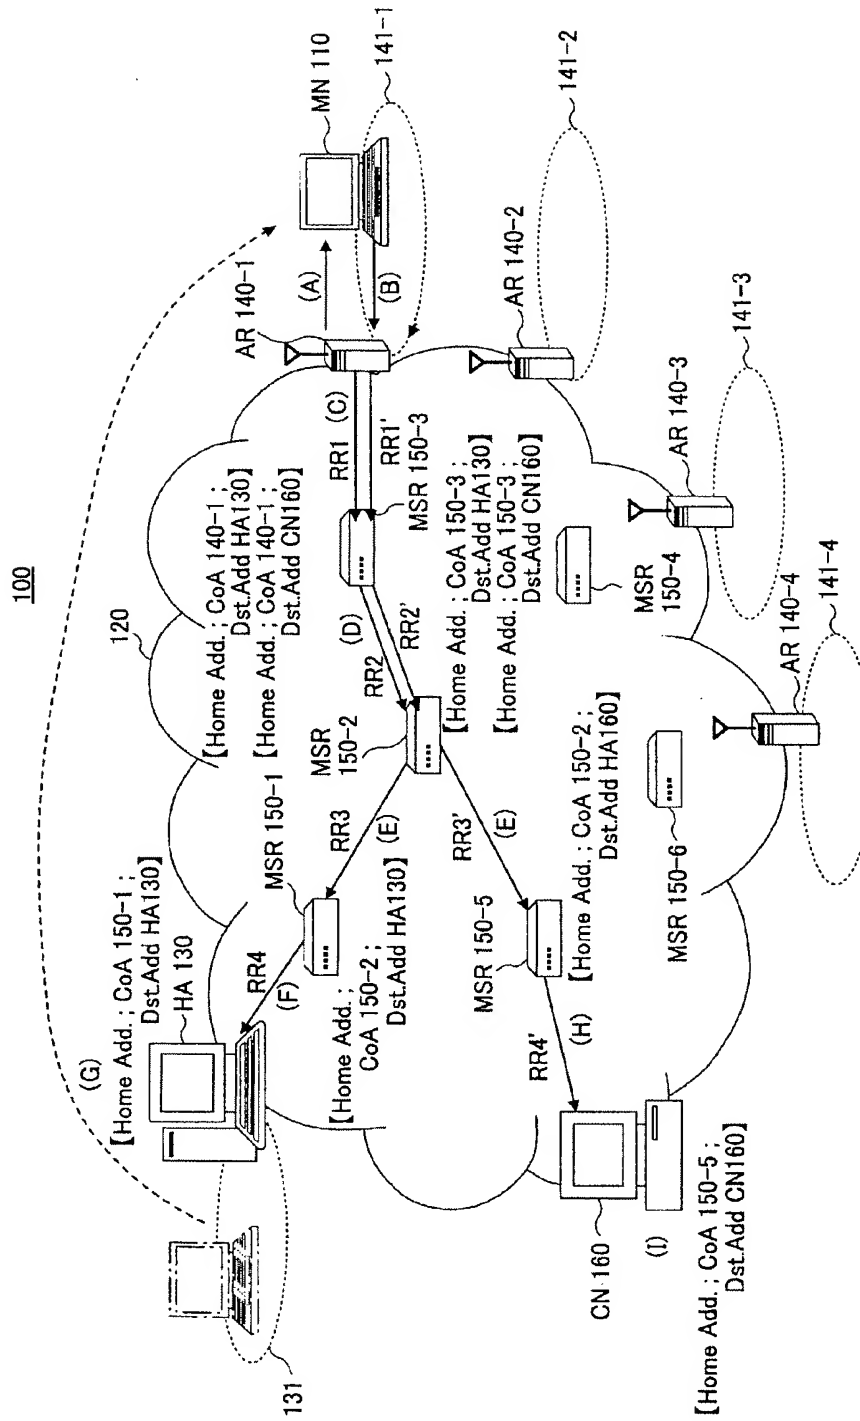 100
120
MN 110
141-1
(A)
(B)
AR 140-1
141-2
AR 140-2
141-3
AR 140-3
141-4
AR 140-4
(C)
RR1
RR1'
MSR 150-3
【Home Add. ; CoA 140-1 ;
Dst.Add HA130】
【Home Add. ; CoA 140-1 ;
Dst.Add CN160】
(D)
RR2
RR2'
MSR
150-2
【Home Add. ; CoA 150-3 ;
Dst.Add HA130】
【Home Add. ; CoA 150-3 ;
Dst.Add CN160】
MSR
150-4
MSR 150-1
RR3
(E)
RR3'
(E)
【Home Add. ;
CoA 150-2 ;
Dst.Add HA130】
MSR 150-5
【Home Add. ; CoA 150-2 ;
Dst.Add HA160】
MSR 150-6
RR4
(F)
(G)
【Home Add. ; CoA 150-1 ;
Dst.Add HA130】
HA 130
131
RR4'
(H)
CN 160
(I)
【Home Add. ; CoA 150-5 ;
Dst.Add CN160】